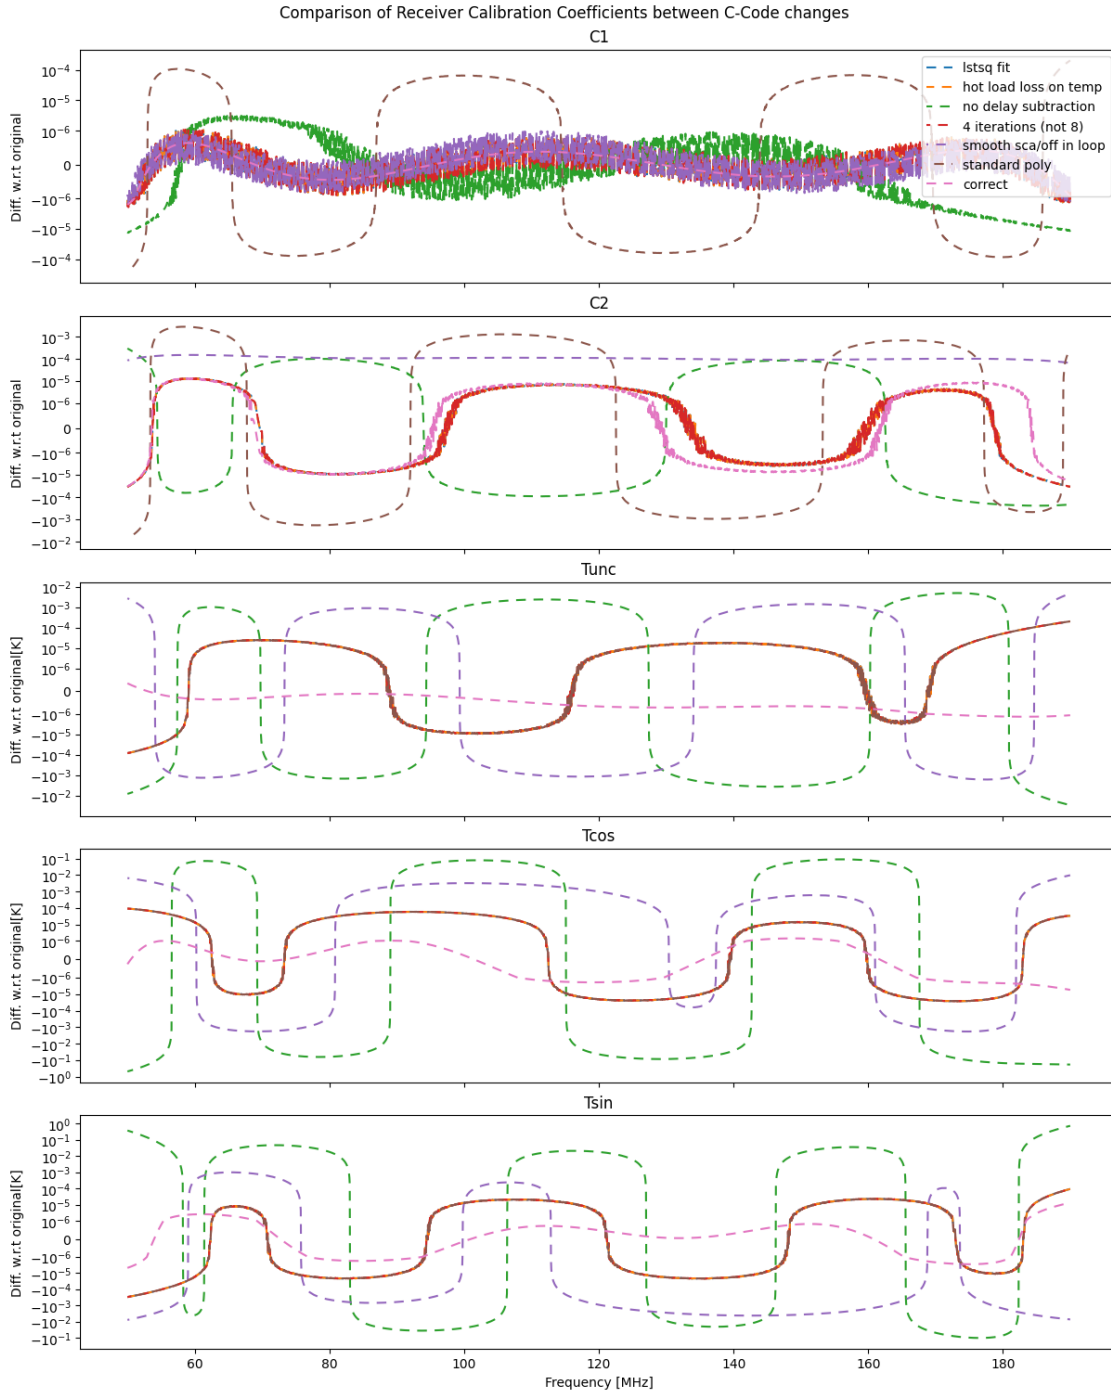 Comparison of Receiver Calibration Coefficients between C-Code changes
C1
Diff. w.r.t original
10⁻⁴
10⁻⁵
10⁻⁶
0
−10⁻⁶
−10⁻⁵
−10⁻⁴
lstsq fit
hot load loss on temp
no delay subtraction
4 iterations (not 8)
smooth sca/off in loop
standard poly
correct
C2
Diff. w.r.t original
10⁻³
10⁻⁴
10⁻⁵
10⁻⁶
0
−10⁻⁶
−10⁻⁵
−10⁻⁴
−10⁻³
−10⁻²
Tunc
Diff. w.r.t original[K]
10⁻²
10⁻³
10⁻⁴
10⁻⁵
10⁻⁶
0
−10⁻⁶
−10⁻⁵
−10⁻⁴
−10⁻³
−10⁻²
Tcos
Diff. w.r.t original[K]
10⁻¹
10⁻²
10⁻³
10⁻⁴
10⁻⁵
10⁻⁶
0
−10⁻⁶
−10⁻⁵
−10⁻⁴
−10⁻³
−10⁻²
−10⁻¹
−10⁰
Tsin
Diff. w.r.t original[K]
10⁰
10⁻¹
10⁻²
10⁻³
10⁻⁴
10⁻⁵
10⁻⁶
0
−10⁻⁶
−10⁻⁵
−10⁻⁴
−10⁻³
−10⁻²
−10⁻¹
60 80 100 120 140 160 180
Frequency [MHz]